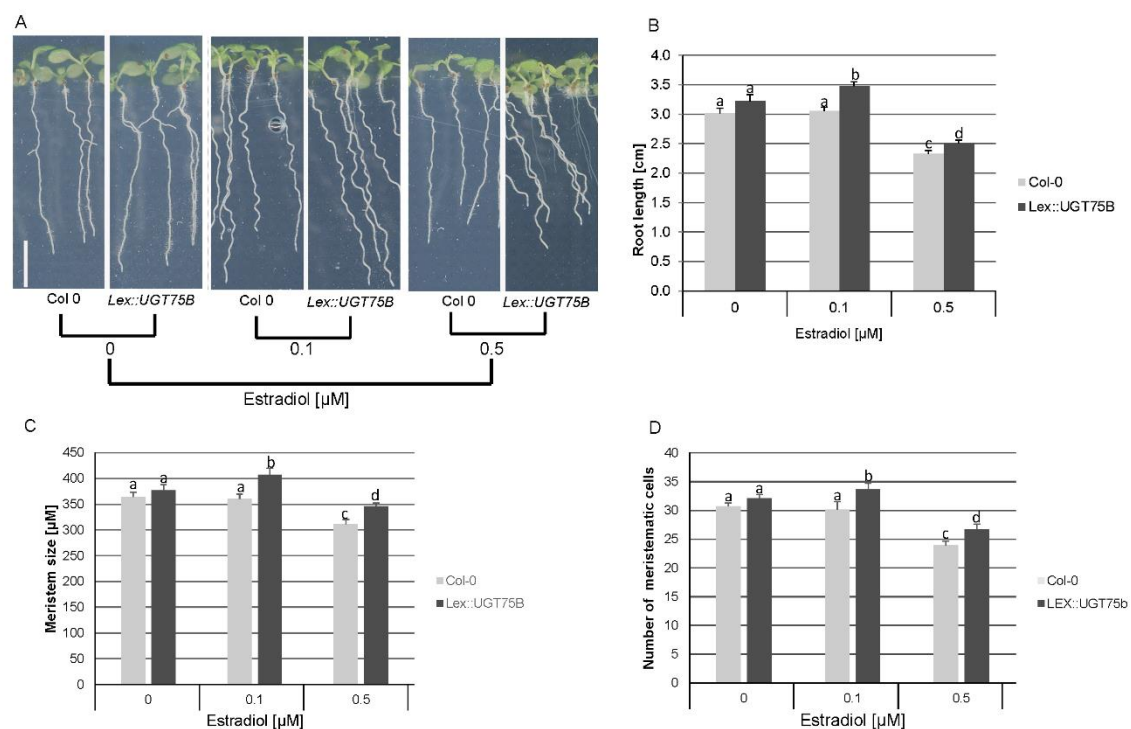 A
Col 0 Lex::UGT75B Col 0 Lex::UGT75B Col 0 Lex::UGT75B
0 0.1 0.5
Estradiol [µM]
B
4.0
3.5
3.0
2.5
2.0
1.5
1.0
0.5
0.0
Root length [cm]
a a a b c d
0 0.1 0.5
Estradiol [µM]
Col-0
Lex::UGT75B
C
450
400
350
300
250
200
150
100
50
0
Meristem size [µM]
a a a b c d
0 0.1 0.5
Estradiol [µM]
Col-0
Lex::UGT75B
D
40
35
30
25
20
15
10
5
0
Number of meristematic cells
a a a b c d
0 0.1 0.5
Estradiol [µM]
Col-0
LEX::UGT75b